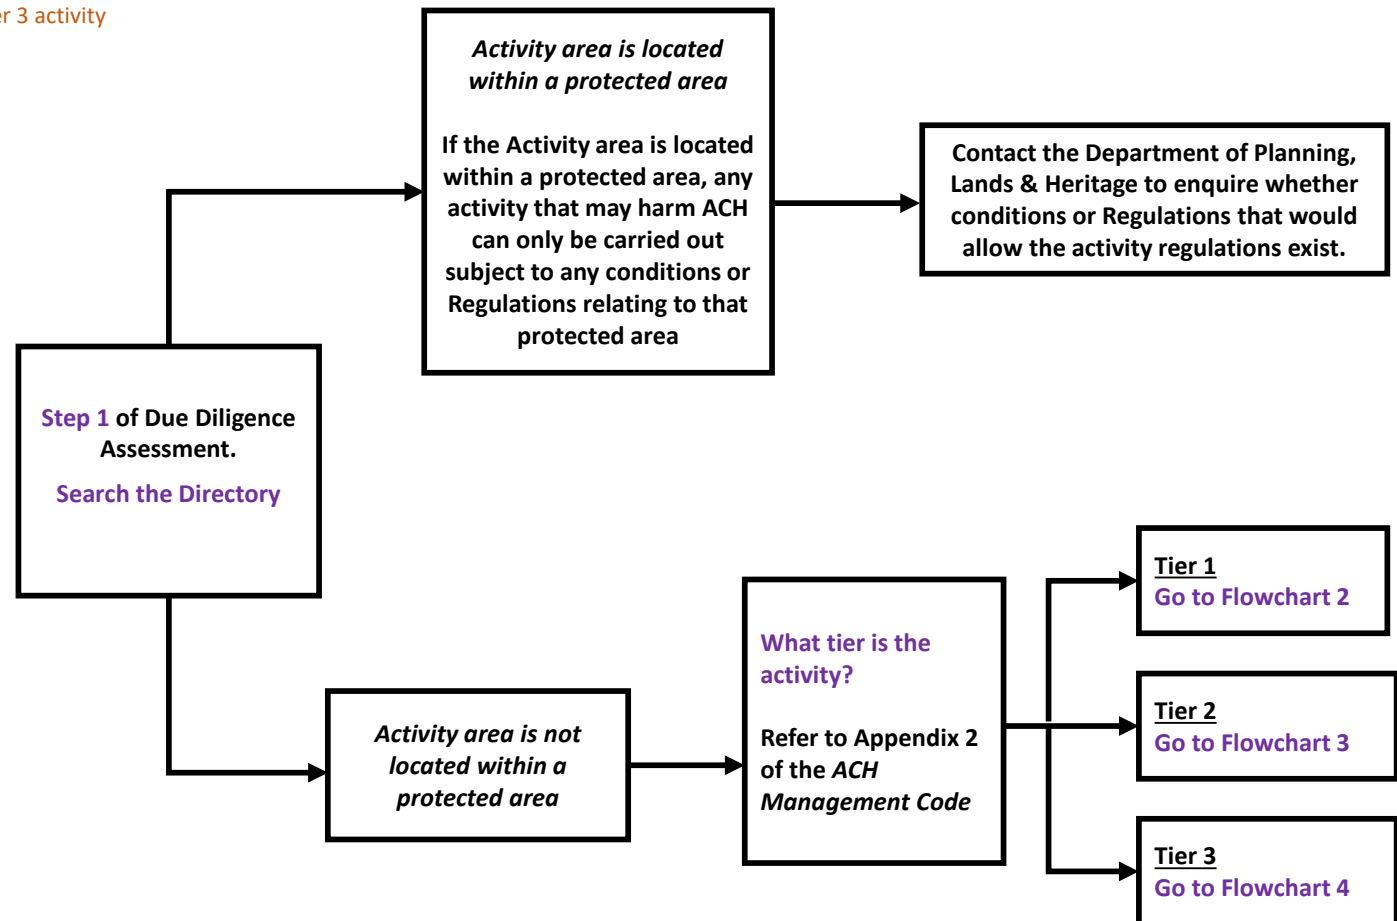 3 activity
Activity area is located
within a protected area
If the Activity area is located
within a protected area, any
activity that may harm ACH
can only be carried out
subject to any conditions or
Regulations relating to that
protected area
Contact the Department of Planning,
Lands & Heritage to enquire whether
conditions or Regulations that would
allow the activity regulations exist.
Step 1 of Due Diligence
Assessment.
Search the Directory
Activity area is not
located within a
protected area
What tier is the
activity?
Refer to Appendix 2
of the ACH
Management Code
Tier 1
Go to Flowchart 2
Tier 2
Go to Flowchart 3
Tier 3
Go to Flowchart 4